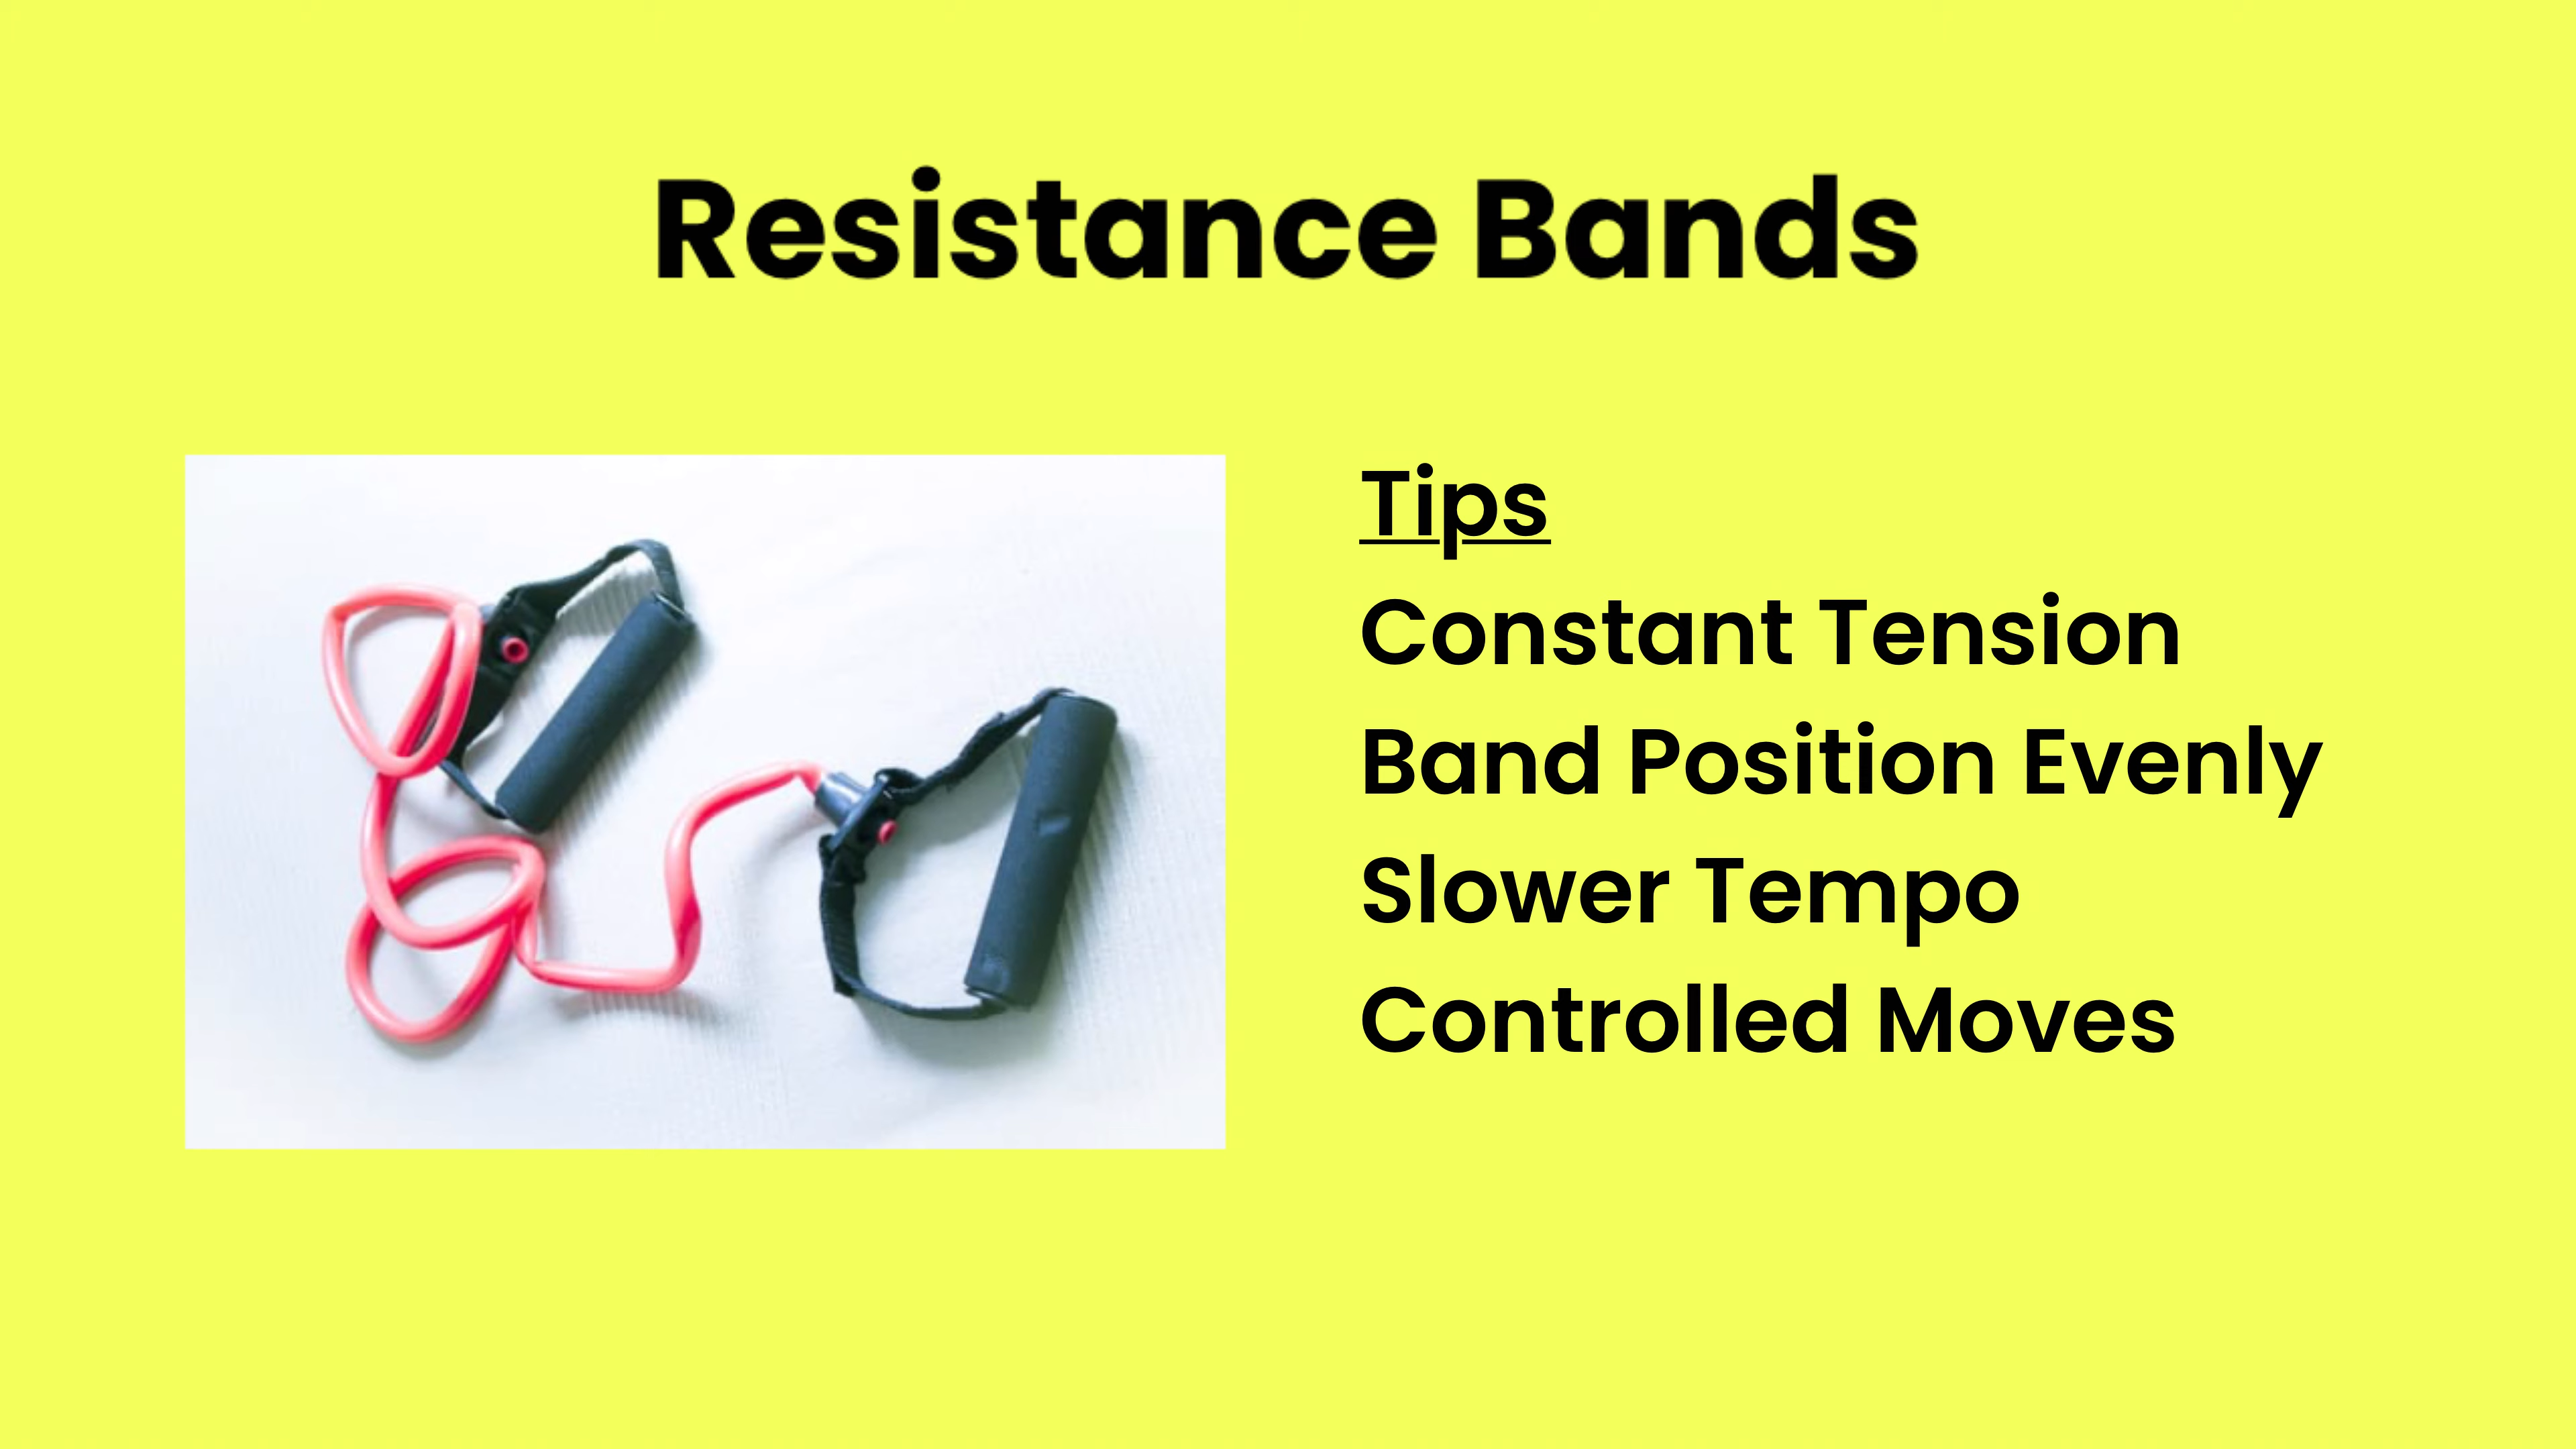 Resistance Bands
Tips
Constant Tension
Band Position Evenly
Slower Tempo
Controlled Moves